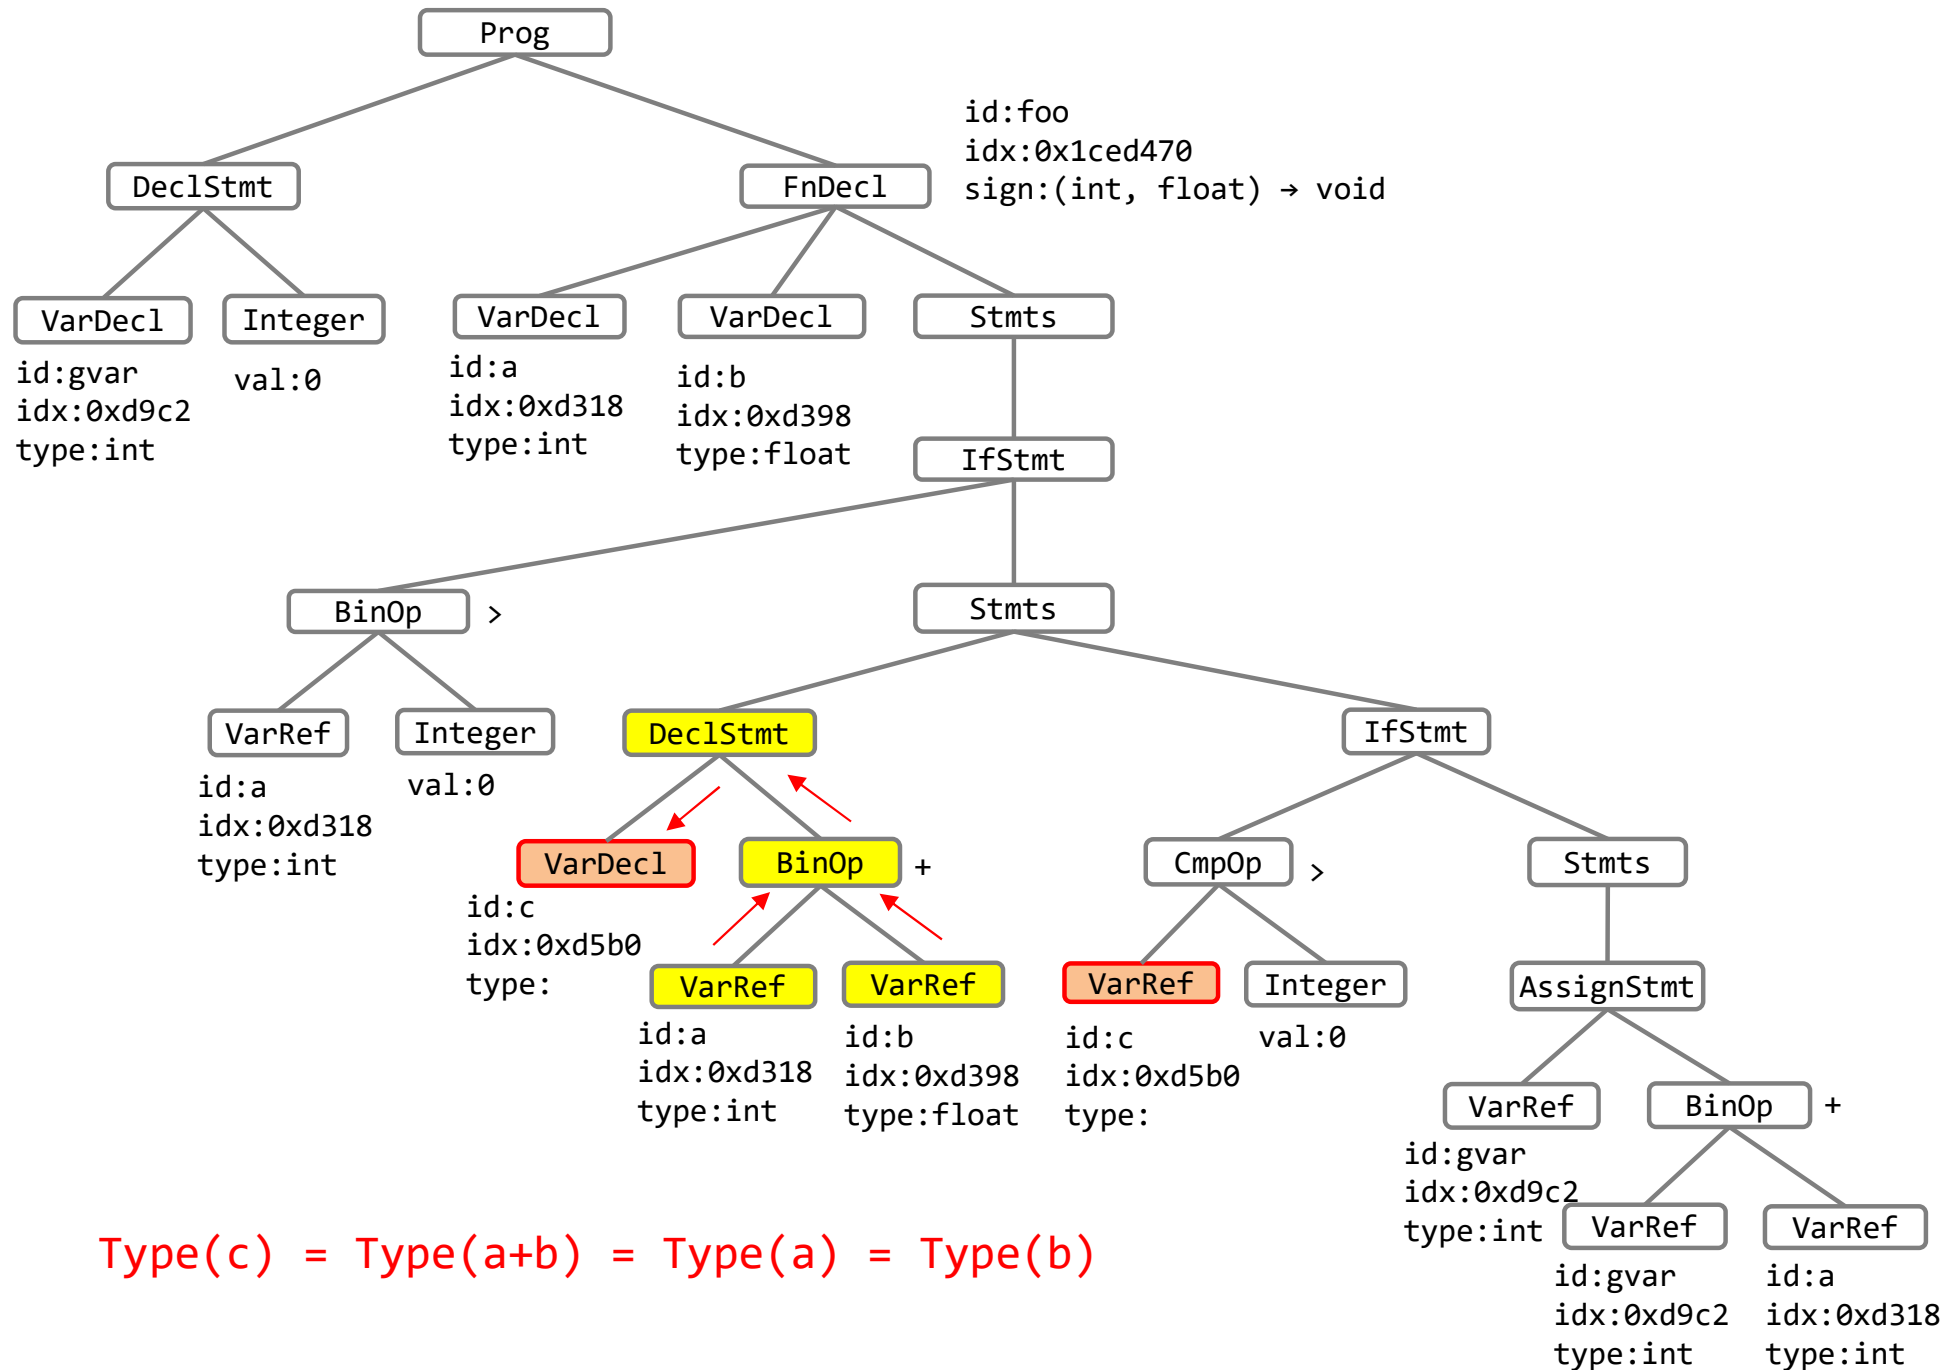 Prog
id:foo
idx:0x1ced470
sign:(int, float) → void
DeclStmt
FnDecl
VarDecl
Integer
VarDecl
VarDecl
Stmts
id:gvar
idx:0xd9c2
type:int
val:0
id:a
idx:0xd318
type:int
id:b
idx:0xd398
type:float
IfStmt
BinOp >
Stmts
VarRef
Integer
DeclStmt
IfStmt
id:a
idx:0xd318
type:int
val:0
VarDecl
BinOp +
CmpOp >
Stmts
id:c
idx:0xd5b0
type:
VarRef
VarRef
VarRef
Integer
AssignStmt
id:a
idx:0xd318
type:int
id:b
idx:0xd398
type:float
id:c
idx:0xd5b0
type:
val:0
VarRef
BinOp +
id:gvar
idx:0xd9c2
type:int
VarRef
VarRef
Type(c) = Type(a+b) = Type(a) = Type(b)
id:gvar
idx:0xd9c2
type:int
id:a
idx:0xd318
type:int